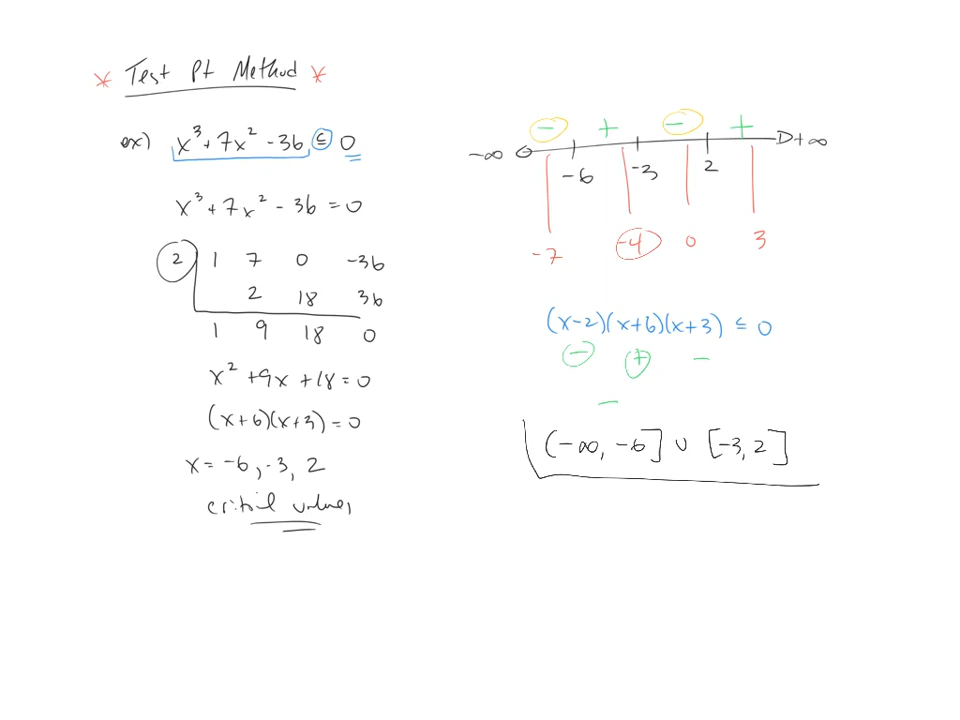 * Test Pt Method *
ex) x³ + 7x² - 36 ≤ 0
x³ + 7x² - 36 = 0
2 | 1 7 0 -36
2 18 36
1 9 18 0
x² + 9x + 18 = 0
(x+6)(x+3) = 0
x = -6, -3, 2
critical values
- + - +
-∞ +∞
-6 -3 2
-7 -4 0 3
(x-2)(x+6)(x+3) ≤ 0
- + -
-
(-∞, -6] ∪ [-3, 2]